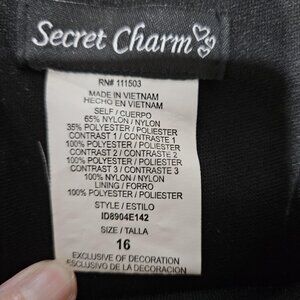 Secret Charm
RN# 111503
MADE IN VIETNAM
HECHO EN VIETNAM
SELF / CUERPO
65% NYLON / NYLON
35% POLYESTER / POLIESTER
CONTRAST 1 / CONTRASTE 1
100% POLYESTER / POLIESTER
CONTRAST 2 / CONTRASTE 2
100% POLYESTER / POLIESTER
CONTRAST 3 / CONTRASTE 3
100% NYLON / NYLON
LINING / FORRO
100% POLYESTER / POLIESTER
STYLE / ESTILO
ID8904E142
SIZE / TALLA
16
EXCLUSIVE OF DECORATION
EXCLUSIVO DE LA DECORACIÓN